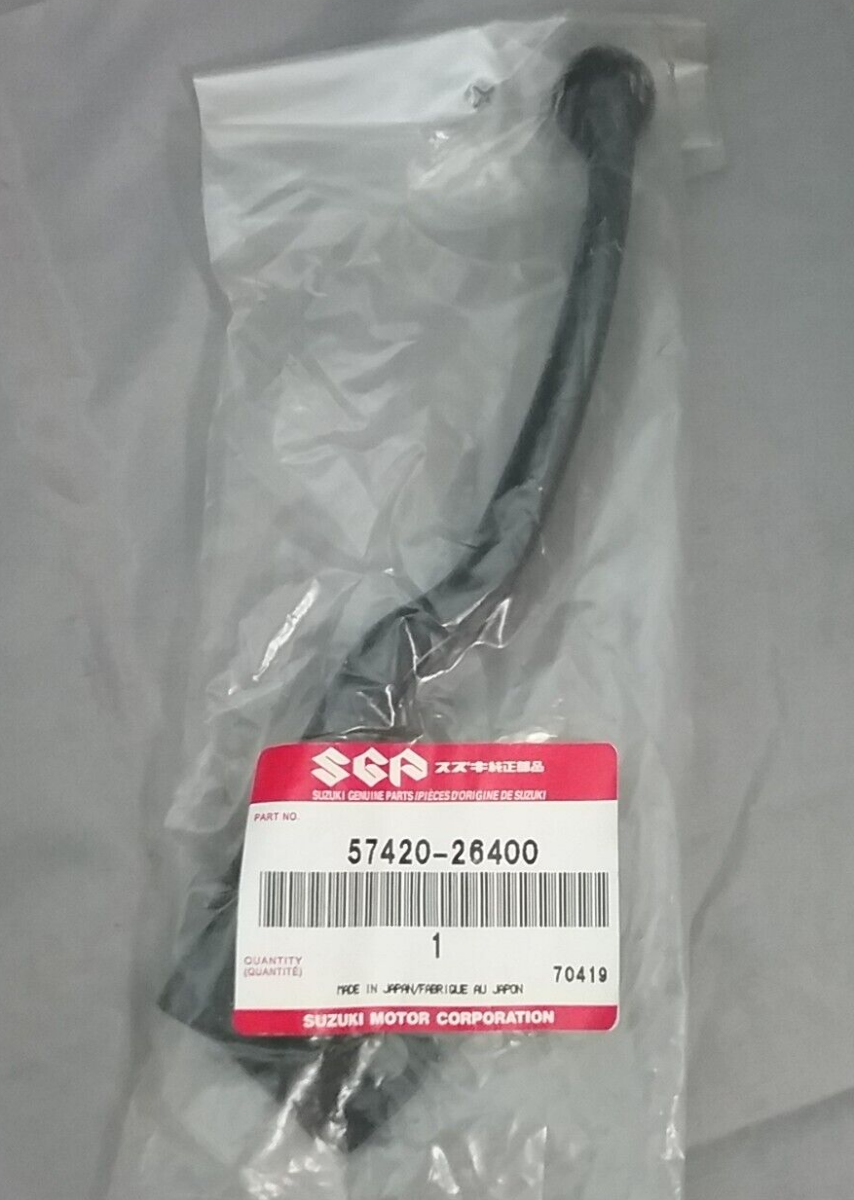 SGP スズキ純正部品
SUZUKI GENUINE PARTS/PIÈCES D'ORIGINE DE SUZUKI
PART NO.
57420-26400
1
QUANTITY
(QUANTITÉ)
70419
MADE IN JAPAN/FABRIQUE AU JAPON
SUZUKI MOTOR CORPORATION